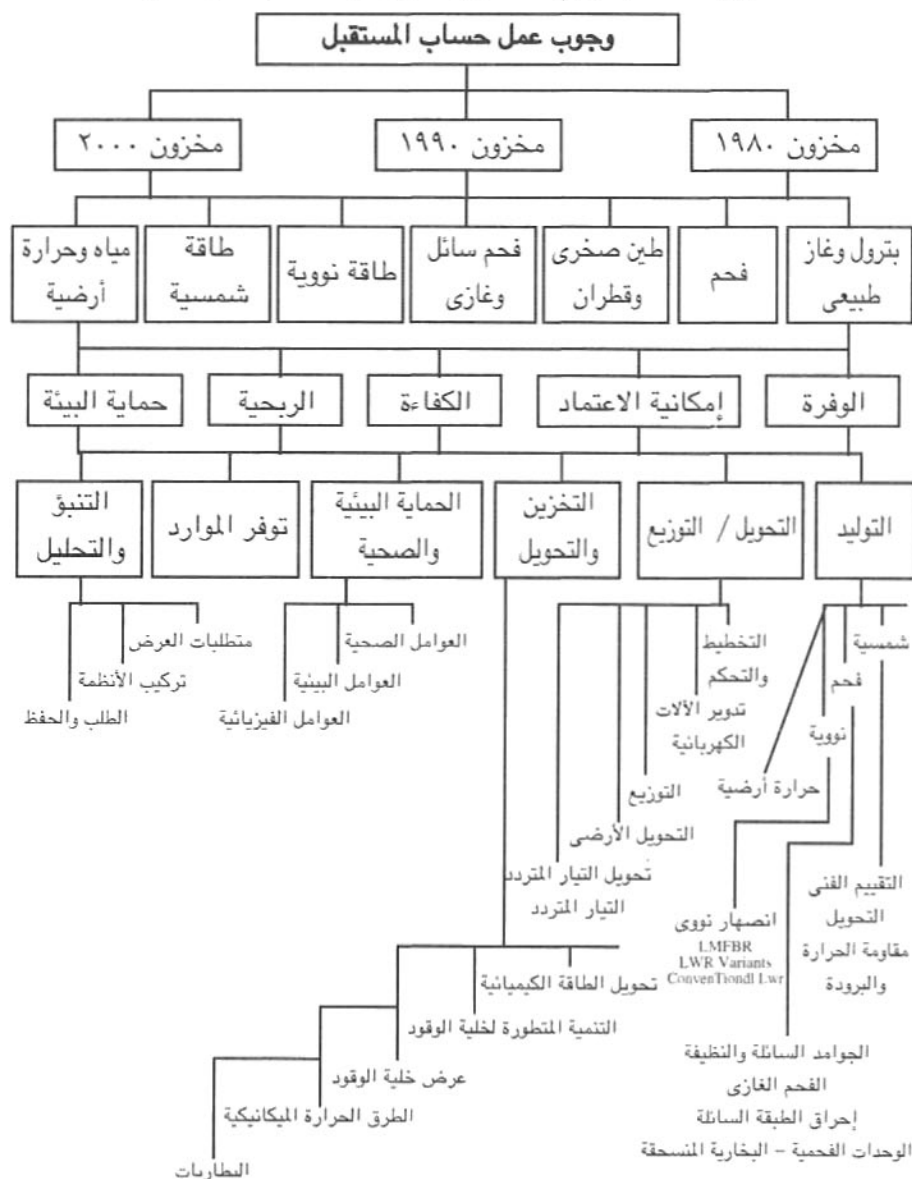 وجوب عمل حساب المستقبل
مخزون ١٩٨٠
مخزون ١٩٩٠
مخزون ٢٠٠٠
بترول وغاز
طبيعى
فحم
طين صخرى
وقطران
فحم سائل
وغازى
طاقة نووية
طاقة
شمسية
مياه وحرارة
أرضية
الوفرة
إمكانية الاعتماد
الكفاءة
الربحية
حماية البيئة
التوليد
التحويل / التوزيع
التخزين
والتحويل
الحماية البيئية
والصحية
توفر الموارد
التنبؤ
والتحليل
شمسية
فحم
نووية
حرارة أرضية
التخطيط
والتحكم
تدوير الآلات
الكهربائية
التوزيع
التحويل الأرضى
تحويل التيار المتردد
التيار المتردد
العوامل الصحية
العوامل البيئية
العوامل الفيزيائية
متطلبات العرض
تركيب الأنظمة
الطلب والحفظ
التقييم الفنى
التحويل
مقاومة الحرارة
والبرودة
انصهار نووى
LMFBR
LWR Variants
ConvenTiondl Lwr
الجوامد السائلة والنظيفة
الفحم الغازى
إحراق الطبقة السائلة
الوحدات الفحمية – البخارية المنسحقة
تحويل الطاقة الكيميائية
التنمية المتطورة لخلية الوقود
عرض خلية الوقود
الطرق الحرارة الميكانيكية
البطاريات